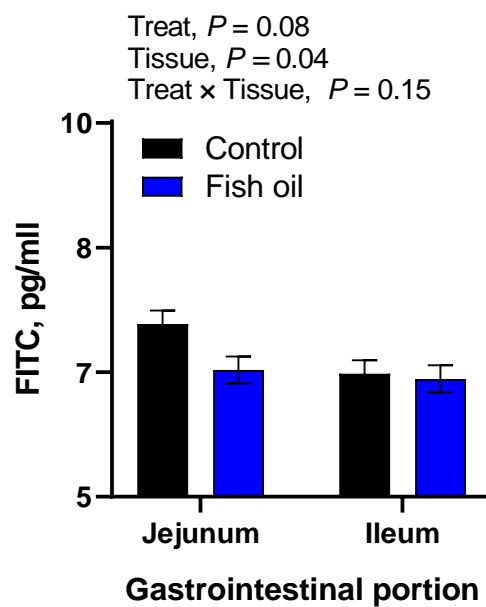 Treat, P = 0.08
Tissue, P = 0.04
Treat × Tissue, P = 0.15
10
Control
Fish oil
8
FITC, pg/mll
7
5
Jejunum Ileum
Gastrointestinal portion